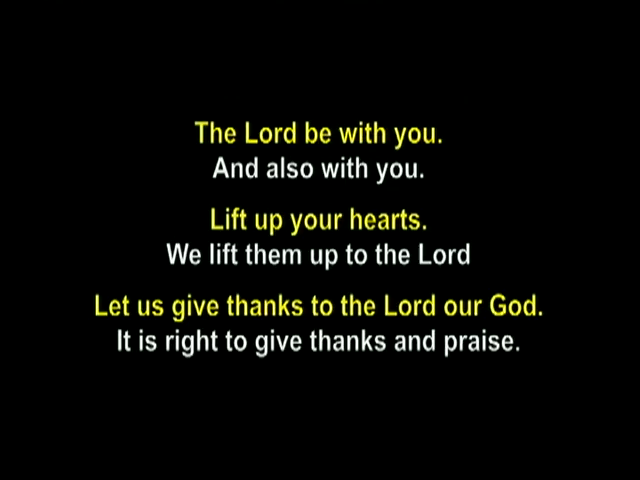 The Lord be with you.
And also with you.
Lift up your hearts.
We lift them up to the Lord
Let us give thanks to the Lord our God.
It is right to give thanks and praise.